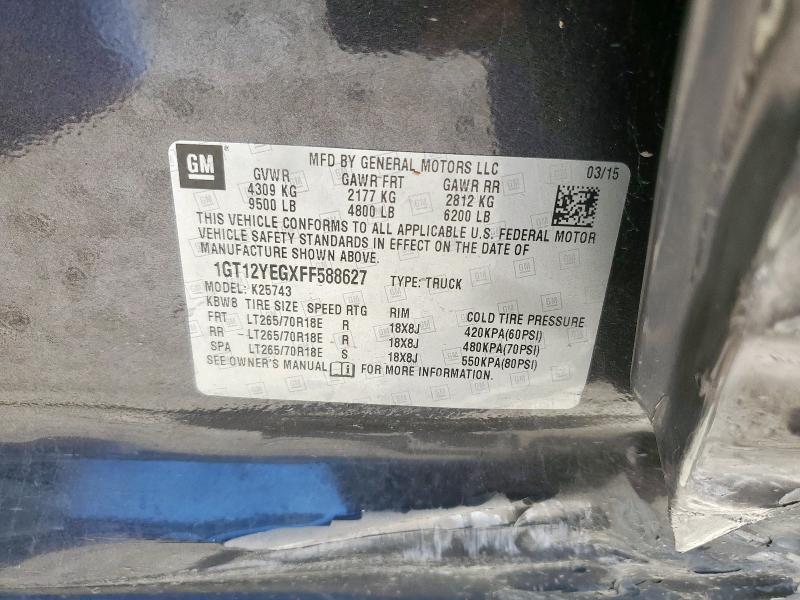 GM MFD BY GENERAL MOTORS LLC 03/15
GVWR GAWR FRT GAWR RR
4309 KG 2177 KG 2812 KG
9500 LB 4800 LB 6200 LB
THIS VEHICLE CONFORMS TO ALL APPLICABLE U.S. FEDERAL MOTOR
VEHICLE SAFETY STANDARDS IN EFFECT ON THE DATE OF
MANUFACTURE SHOWN ABOVE.
1GT12YEGXFF588627 TYPE: TRUCK
MODEL: K25743
KBW8 TIRE SIZE SPEED RTG RIM COLD TIRE PRESSURE
FRT LT265/70R18E R 18X8J 420KPA(60PSI)
RR LT265/70R18E R 18X8J 480KPA(70PSI)
SPA LT265/70R18E S 18X8J 550KPA(80PSI)
SEE OWNER'S MANUAL FOR MORE INFORMATION.